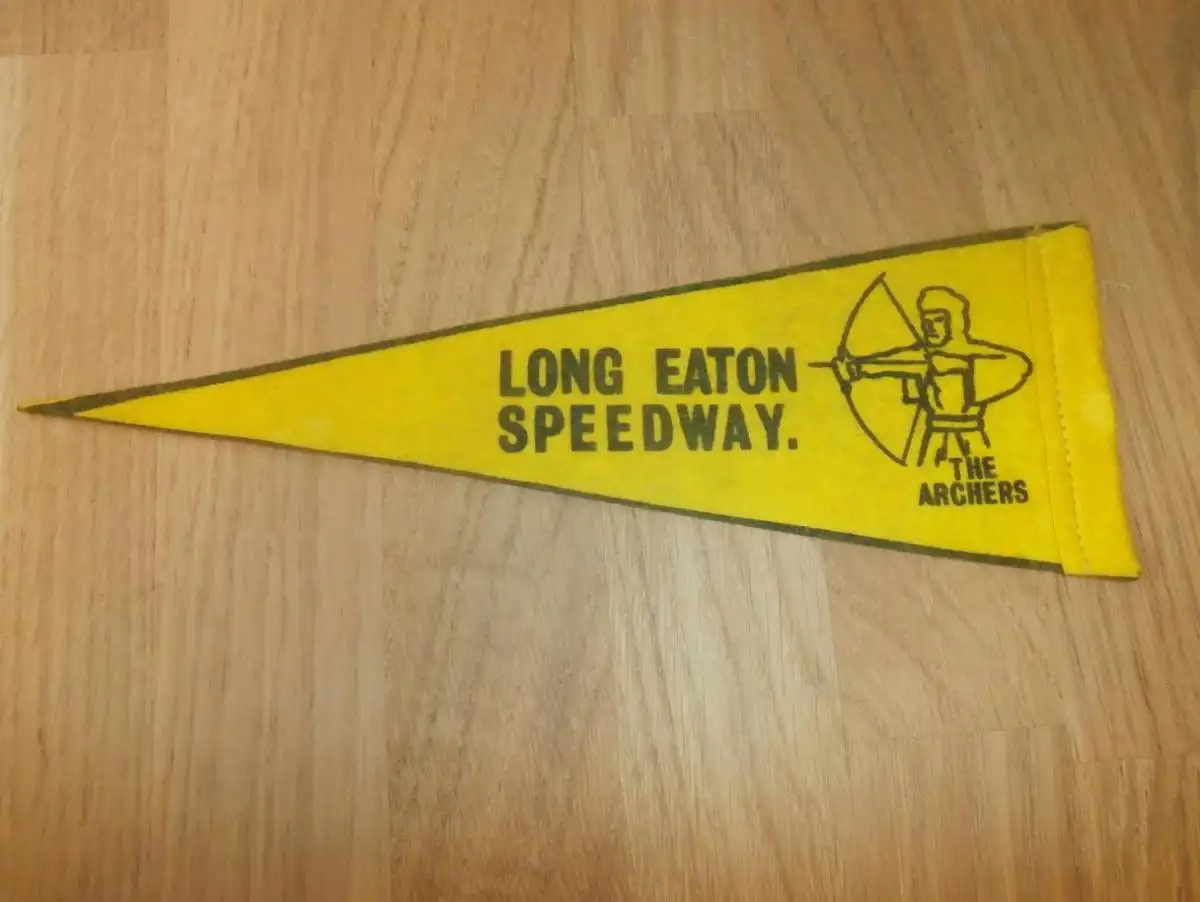 LONG EATON
SPEEDWAY.
THE
ARCHERS